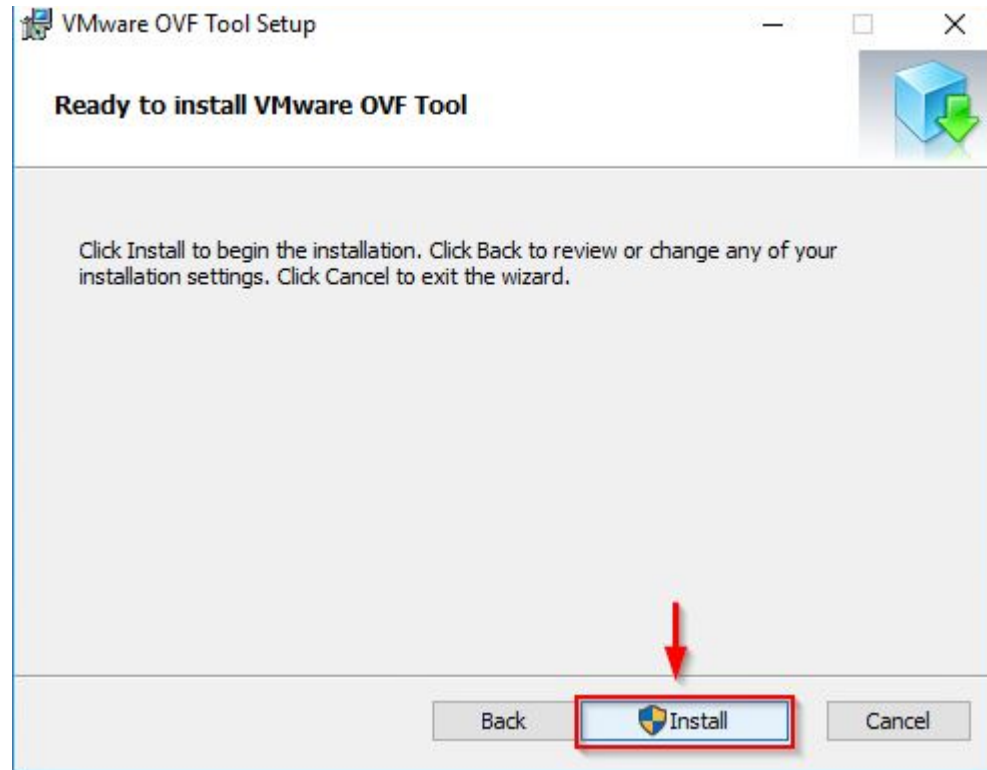 VMware OVF Tool Setup
Ready to install VMware OVF Tool
Click Install to begin the installation. Click Back to review or change any of your
installation settings. Click Cancel to exit the wizard.
Back Install Cancel